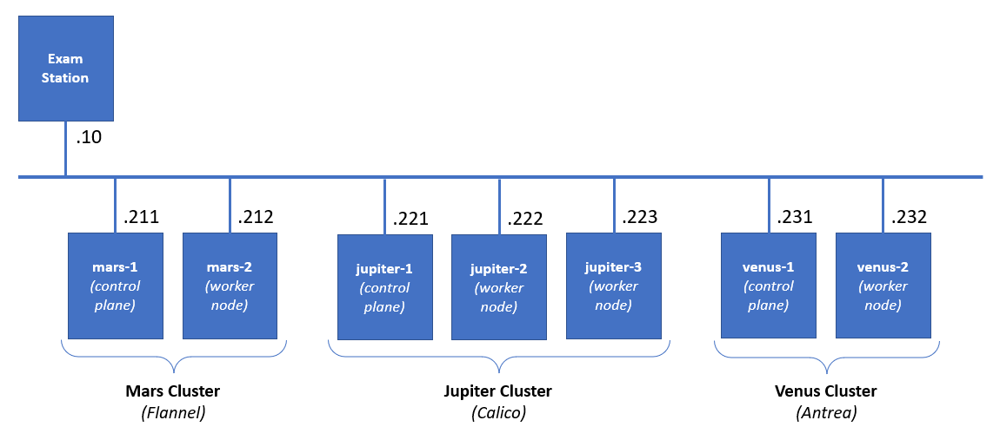 Exam
Station
.10
.211
.212
.221
.222
.223
.231
.232
mars-1
(control
plane)
mars-2
(worker
node)
jupiter-1
(control
plane)
jupiter-2
(worker
node)
jupiter-3
(worker
node)
venus-1
(control
plane)
venus-2
(worker
node)
Mars Cluster
(Flannel)
Jupiter Cluster
(Calico)
Venus Cluster
(Antrea)